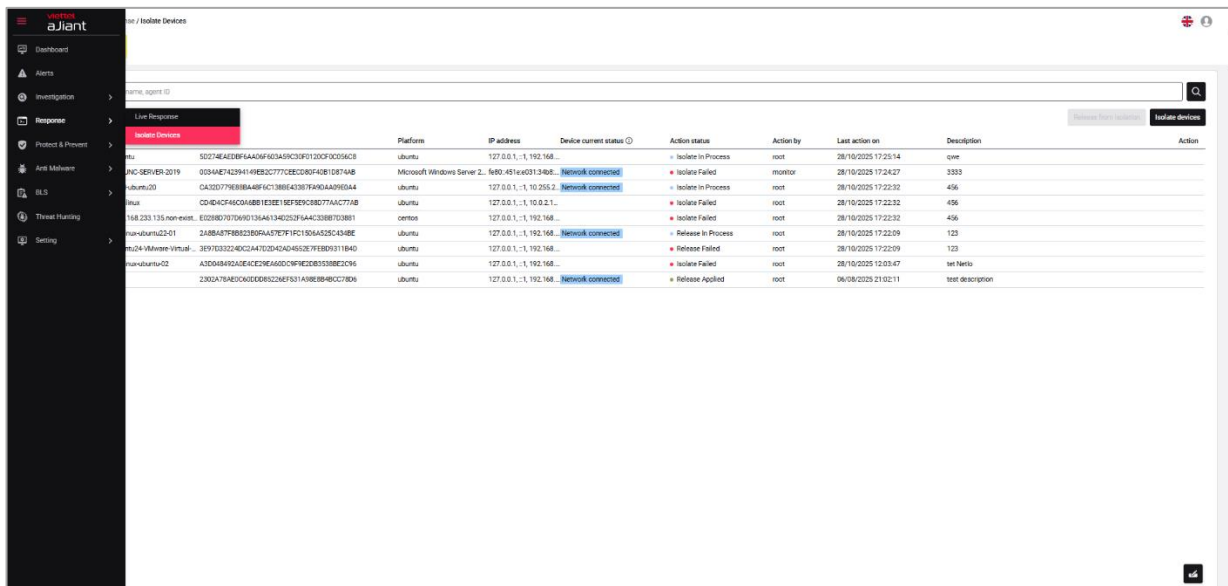 viettel
aJiant
se / Isolate Devices
Dashboard
Alerts
Investigation
Response
Protect & Prevent
Anti Malware
BLS
Threat Hunting
Setting
Live Response
Isolate Devices
name, agent ID
Release from isolation Isolate devices
Platform IP address Device current status Action status Action by Last action on Description Action
ntu 50274EAEDBF6AA06F603A59C30F0120CF0C056C8 ubuntu 127.0.0.1, ::1, 192.168.... Isolate In Process root 28/10/2025 17:25:14 qwe
JNC-SERVER-2019 0034AE742394149EB2C777CEECD80F40B1D874AB Microsoft Windows Server 2... fe80::451e:e031:34b8:... Network connected Isolate Failed monitor 28/10/2025 17:24:27 3333
-ubuntu20 CA32D779E88BA48F6C138BE43387FA9DAA09E0A4 ubuntu 127.0.0.1, ::1, 10.255.2... Network connected Isolate In Process root 28/10/2025 17:22:32 456
linux CD4D4CF46C0A6BB1E3EE15EF5E9C88D77AAC77AB ubuntu 127.0.0.1, ::1, 10.0.2.1... Isolate Failed root 28/10/2025 17:22:32 456
.168.233.135.non-exist... E0288D707D69D136A6134D252F6A4C33BB7D3881 centos 127.0.0.1, ::1, 192.168.... Isolate Failed root 28/10/2025 17:22:32 456
nux-ubuntu22-01 2A8BA87F8B823B0FAA57E7F1FC1506A525C434BE ubuntu 127.0.0.1, ::1, 192.168.... Network connected Release In Process root 28/10/2025 17:22:09 123
ntu24-VMware-Virtual-... 3E97D33224DC2A47D2D42AD4552E7FEBD9311B4D ubuntu 127.0.0.1, ::1, 192.168.... Release Failed root 28/10/2025 17:22:09 123
nux-ubuntu-02 A3D048492A0E4CE29EA60DC9F9E2DB3538BE2C96 ubuntu 127.0.0.1, ::1, 192.168.... Isolate Failed root 28/10/2025 12:03:47 tet Netlo
2302A78AE0C60DDD85226EF531A98E8B4BCC78D6 ubuntu 127.0.0.1, ::1, 192.168.... Network connected Release Applied root 06/08/2025 21:02:11 test description